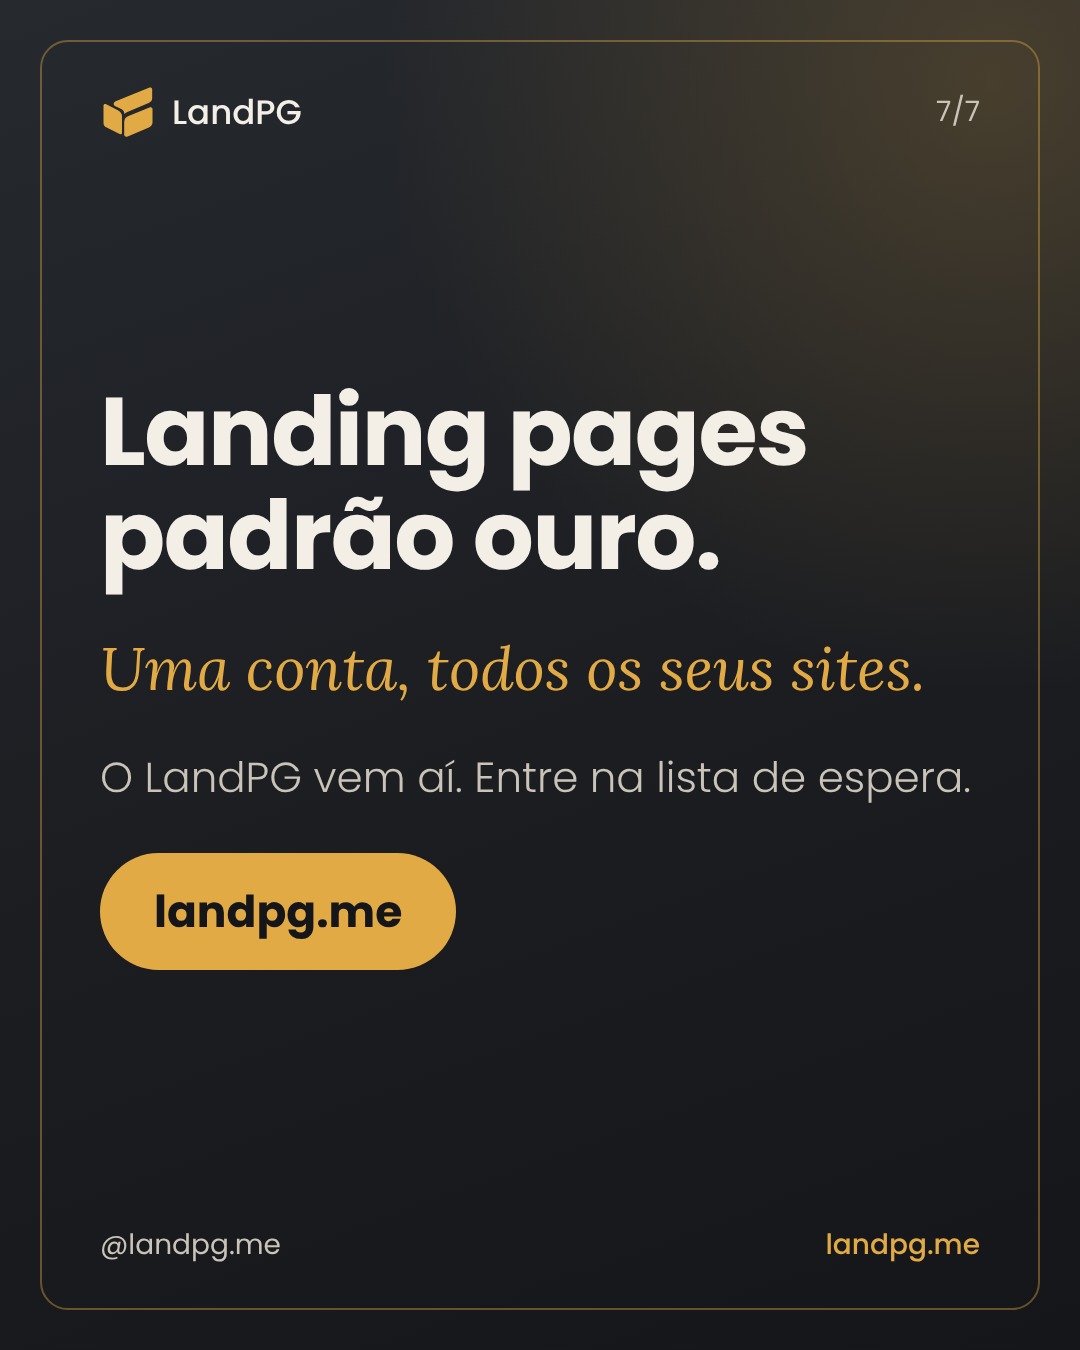 LandPG
7/7
Landing pages
padrão ouro.
Uma conta, todos os seus sites.
O LandPG vem aí. Entre na lista de espera.
landpg.me
@landpg.me
landpg.me